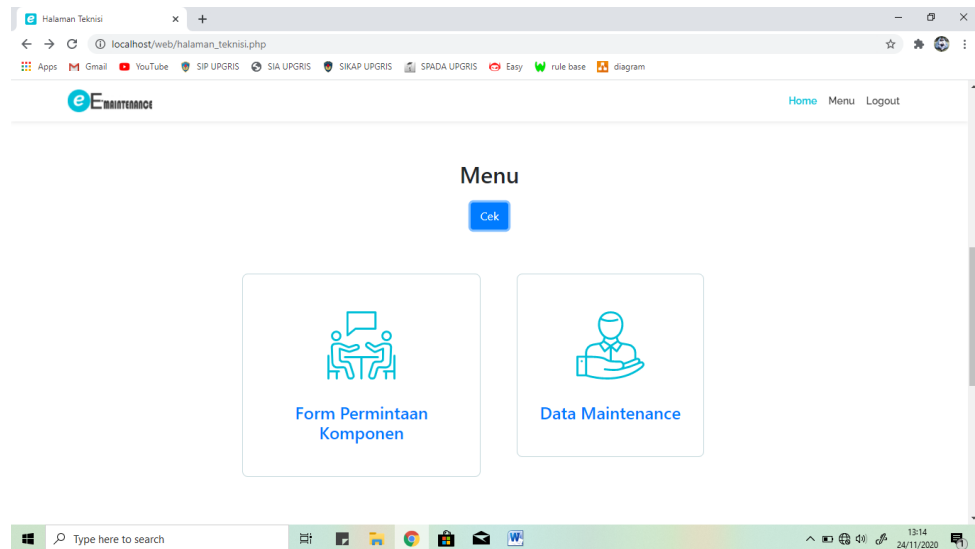 Halaman Teknisi
localhost/web/halaman_teknisi.php
Apps Gmail YouTube SIP UPGRIS SIA UPGRIS SIKAP UPGRIS SPADA UPGRIS Easy rule base diagram
e EMAINTENANCE Home Menu Logout
Menu
Cek
Form Permintaan
Komponen
Data Maintenance
Type here to search
13:14
24/11/2020